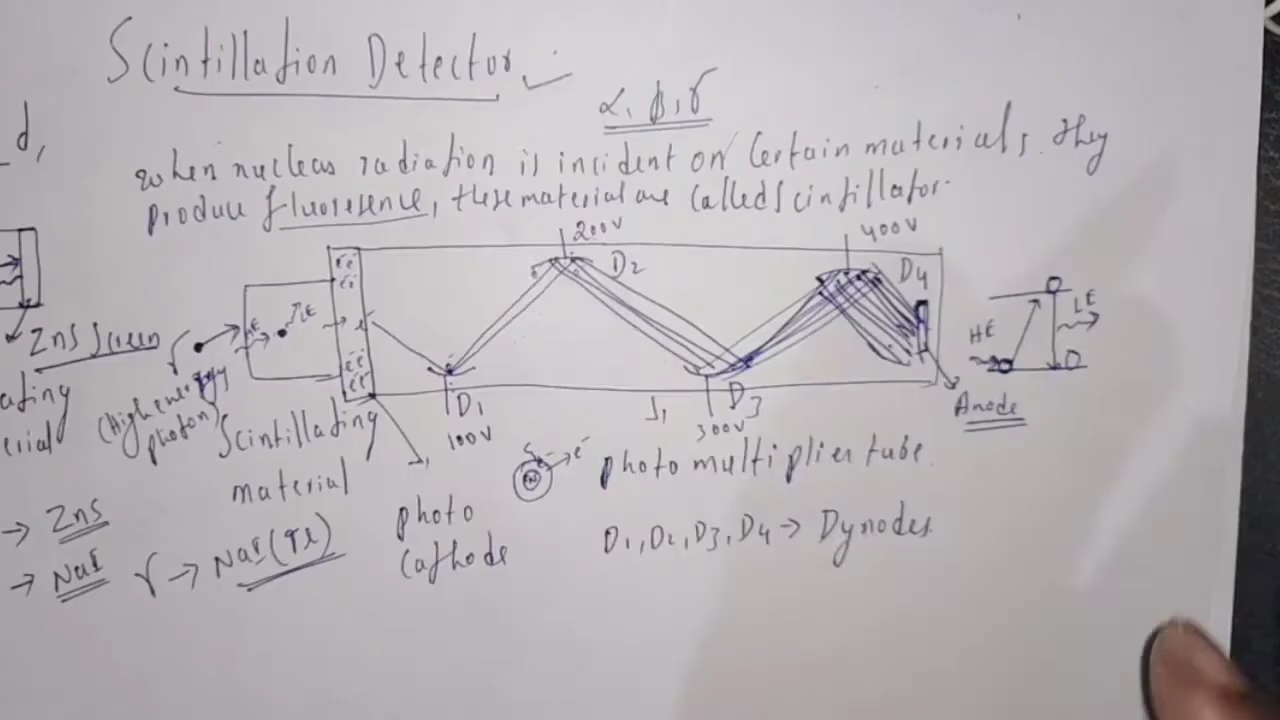 Scintillation Detector
α, β, γ
d,
When nuclear radiation is incident on certain materials. they
produce fluoresence, these material are called scintillator.
200V
400V
D2
D4
ZnS Screen
γ
HE
LE
(High energy
photon)
Scintillating
material
D1
100V
D3
300V
Anode
e-
photo multiplier tube.
→ ZnS
→ NaI
γ → NaI(Tl)
photo
cathode
D1, D2, D3, D4 → Dynodes.